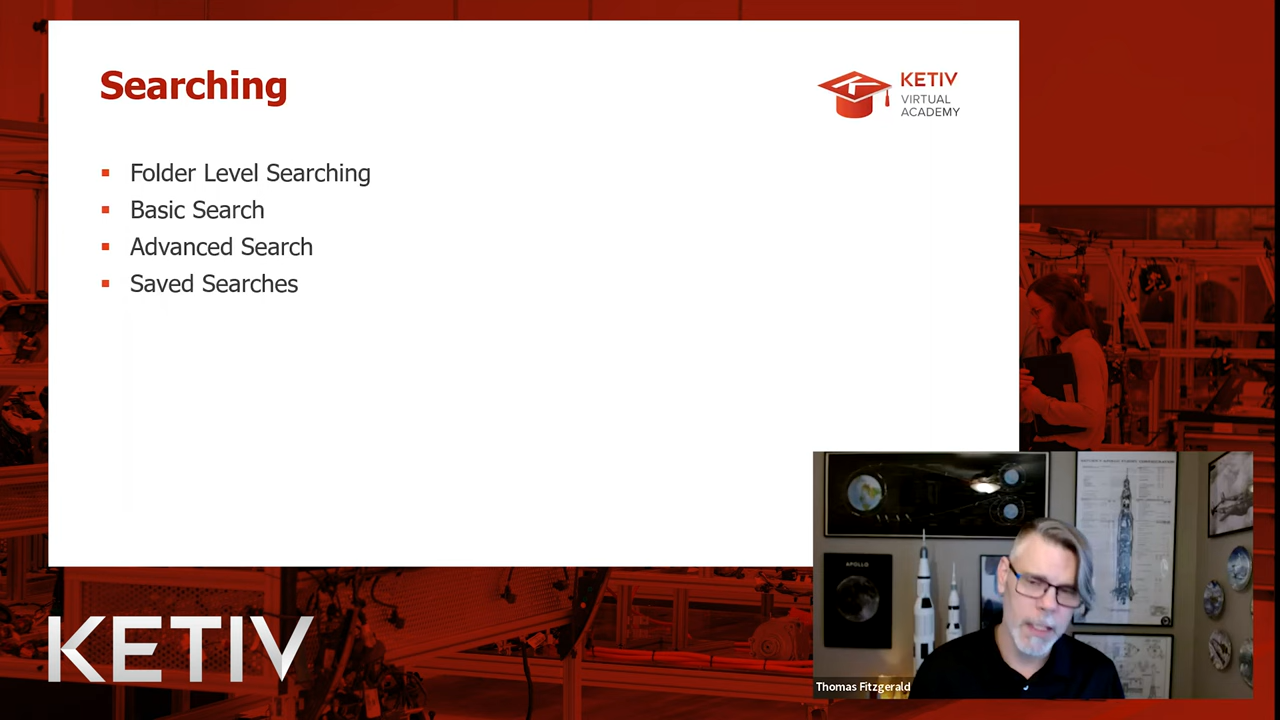 Searching
KETIV
VIRTUAL
ACADEMY
Folder Level Searching
Basic Search
Advanced Search
Saved Searches
APOLLO
KETIV
Thomas Fitzgerald